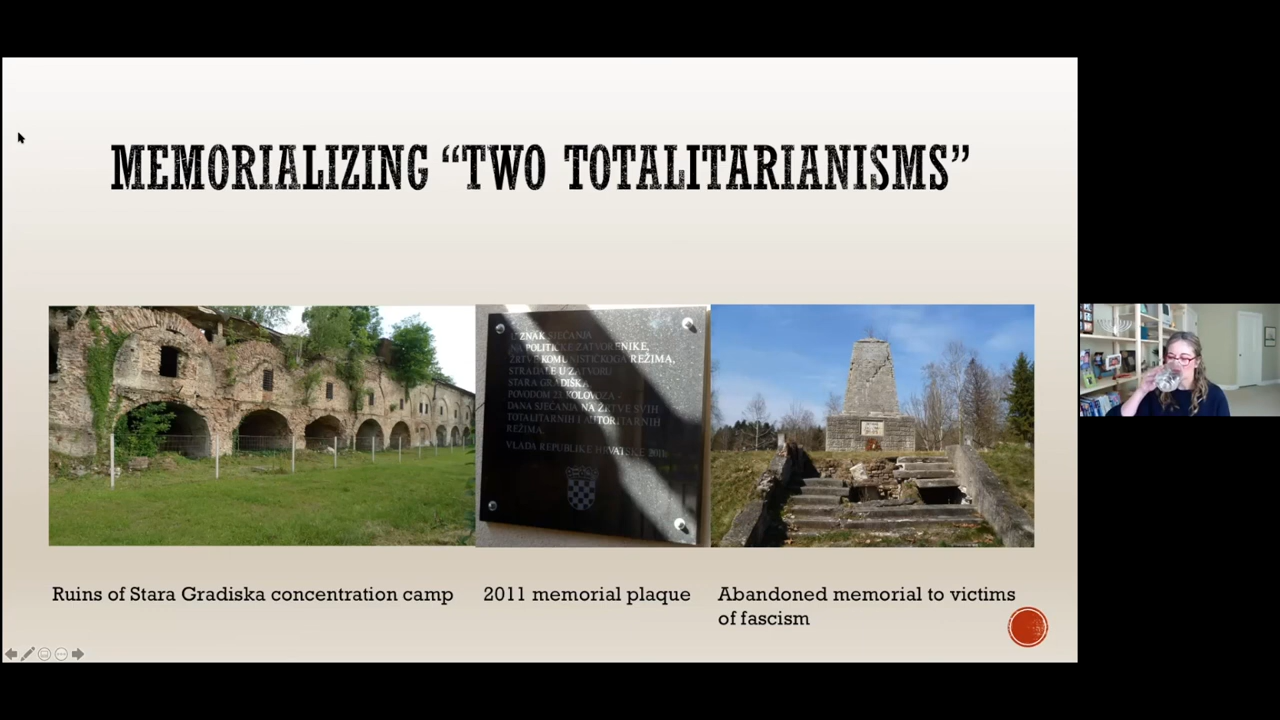 MEMORIALIZING “TWO TOTALITARIANISMS”
U ZNAK SJEĆANJA
NA POLITIČKE ZATVORENIKE,
ŽRTVE KOMUNISTIČKOGA REŽIMA,
STRADALE U ZATVORU
STARA GRADIŠKA
POVODOM 23. KOLOVOZA -
DANA SJEĆANJA NA ŽRTVE SVIH
TOTALITARNIH I AUTORITARNIH
REŽIMA.
VLADA REPUBLIKE HRVATSKE 2011.
Ruins of Stara Gradiska concentration camp
2011 memorial plaque
Abandoned memorial to victims
of fascism